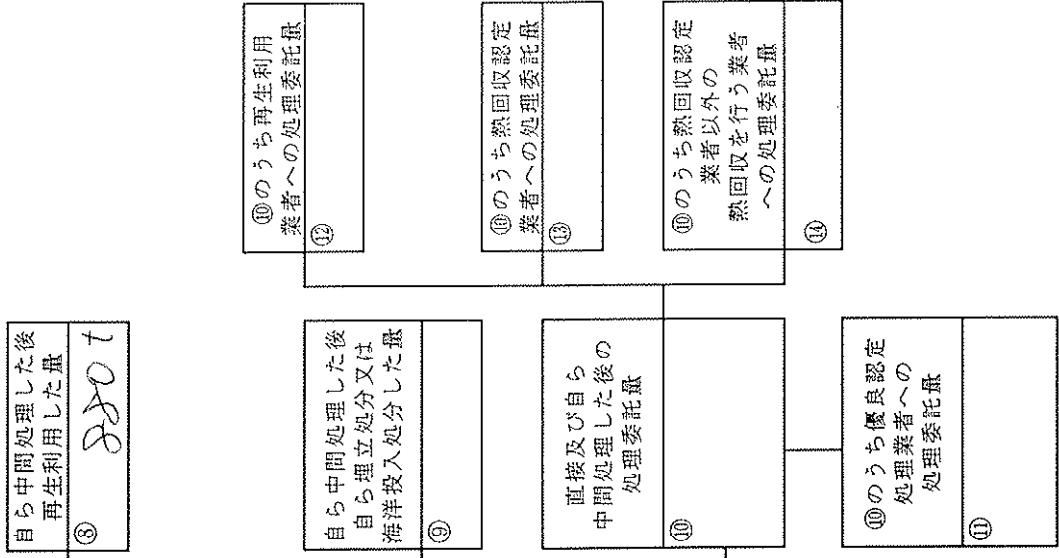 自ら中間処理した後
再生利用した量
⑧ 880 t
⑩のうち再生利用
業者への処理委託量
⑫
自ら中間処理した後
自ら埋立処分又は
海洋投入処分した量
⑨
⑩のうち熱回収認定
業者への処理委託量
⑬
直接及び自ら
中間処理した後の
処理委託量
⑩
⑩のうち熱回収認定
業者以外の
熱回収を行う業者
への処理委託量
⑭
⑩のうち優良認定
処理業者への
処理委託量
⑪